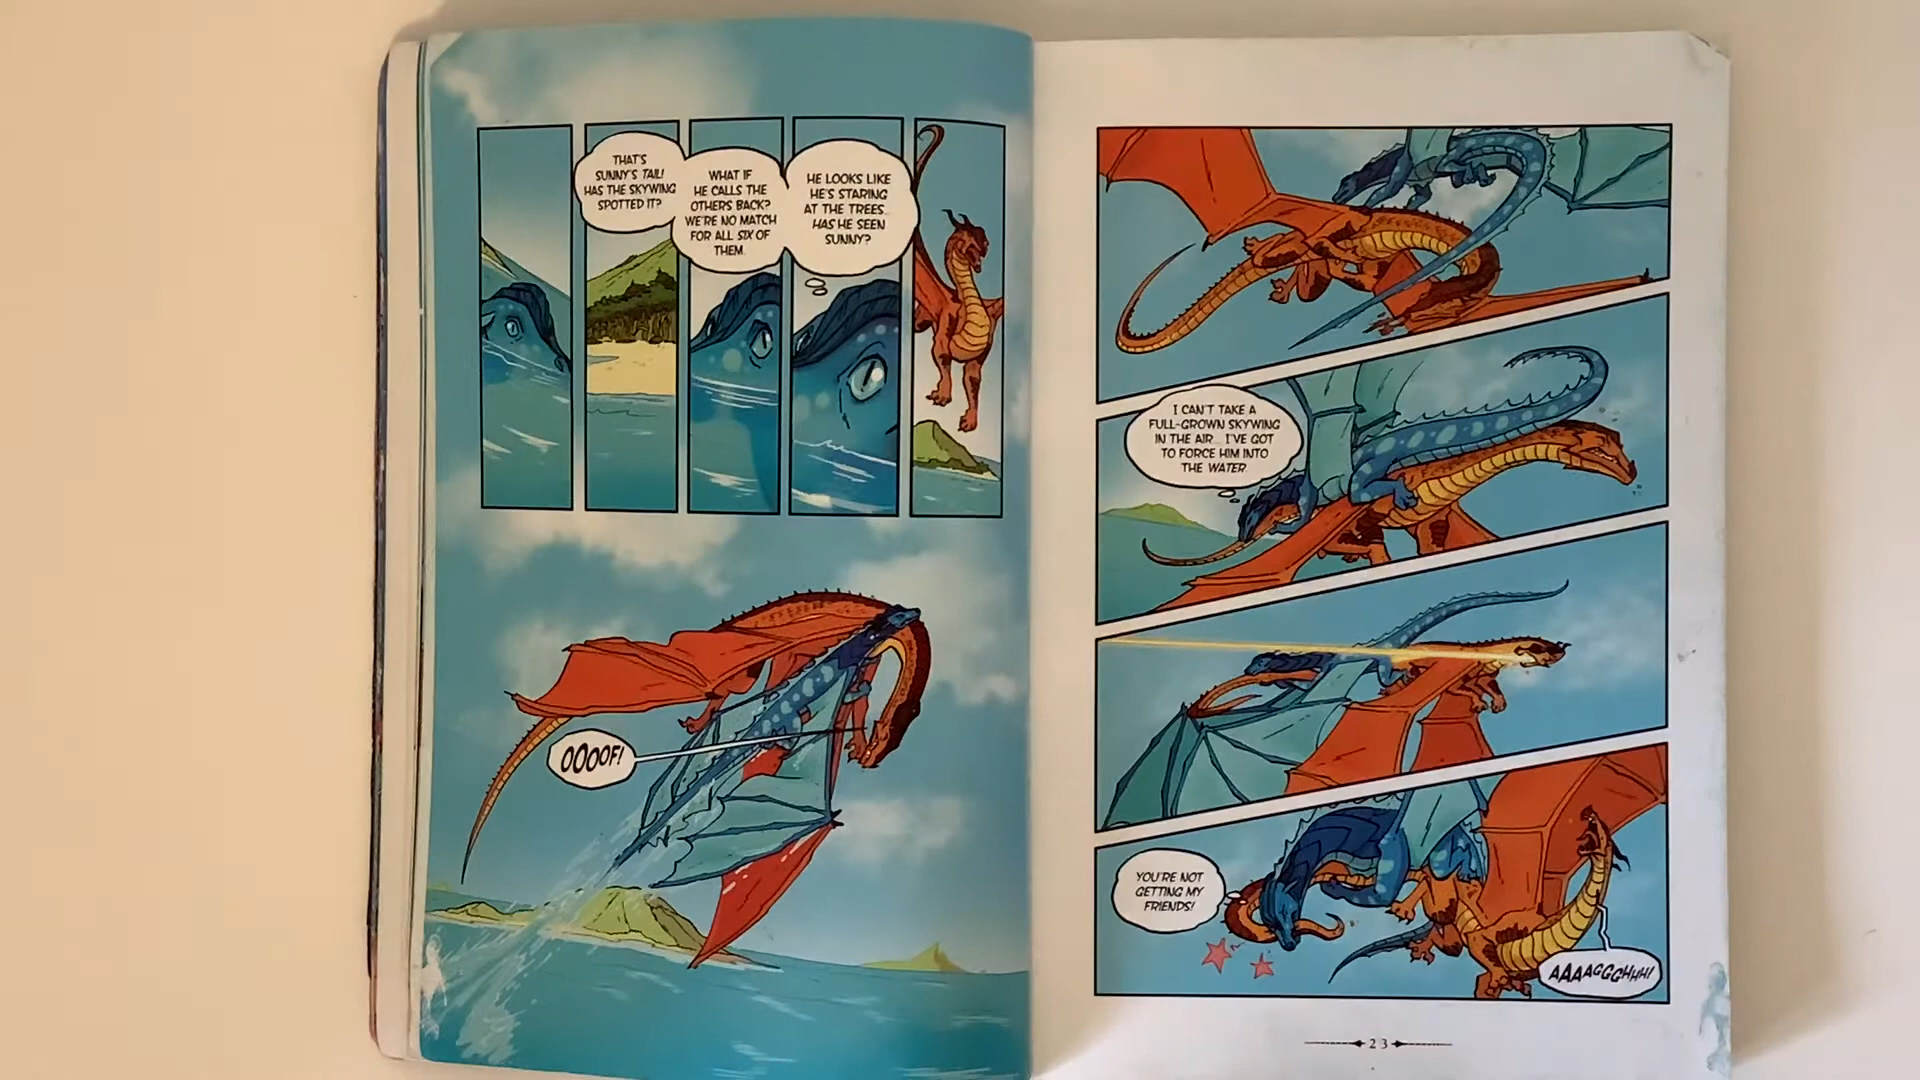 THAT'S
SUNNY'S TAIL!
HAS THE SKYWING
SPOTTED IT?
WHAT IF
HE CALLS THE
OTHERS BACK?
WE'RE NO MATCH
FOR ALL SIX OF
THEM.
HE LOOKS LIKE
HE'S STARING
AT THE TREES...
HAS HE SEEN
SUNNY?
OOOOF!
I CAN'T TAKE A
FULL-GROWN SKYWING
IN THE AIR... I'VE GOT
TO FORCE HIM INTO
THE WATER.
YOU'RE NOT
GETTING MY
FRIENDS!
AAAAGGGHHH!
23